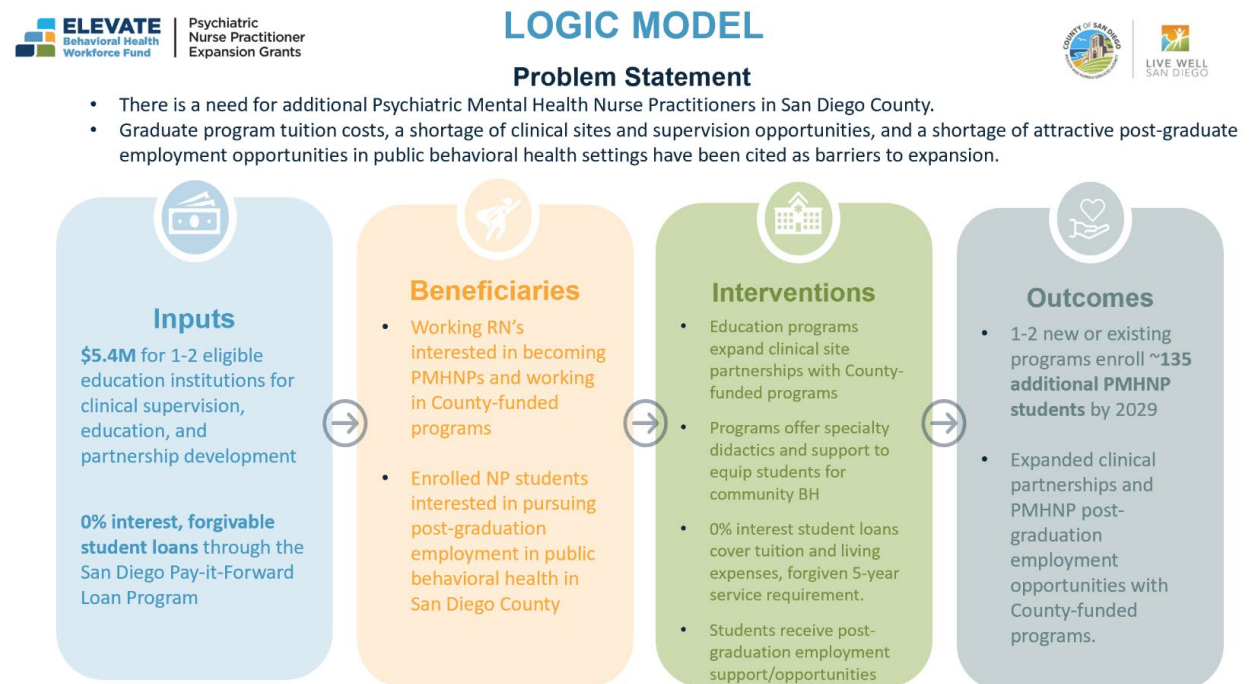 ELEVATE
Behavioral Health
Workforce Fund
Psychiatric
Nurse Practitioner
Expansion Grants
LOGIC MODEL
COUNTY OF SAN DIEGO
HEALTH AND HUMAN SERVICES AGENCY
LIVE WELL
SAN DIEGO
Problem Statement
• There is a need for additional Psychiatric Mental Health Nurse Practitioners in San Diego County.
• Graduate program tuition costs, a shortage of clinical sites and supervision opportunities, and a shortage of attractive post-graduate
employment opportunities in public behavioral health settings have been cited as barriers to expansion.
Inputs
$5.4M for 1-2 eligible
education institutions for
clinical supervision,
education, and
partnership development
0% interest, forgivable
student loans through the
San Diego Pay-it-Forward
Loan Program
Beneficiaries
• Working RN's
interested in becoming
PMHNPs and working
in County-funded
programs
• Enrolled NP students
interested in pursuing
post-graduation
employment in public
behavioral health in
San Diego County
Interventions
• Education programs
expand clinical site
partnerships with County-
funded programs
• Programs offer specialty
didactics and support to
equip students for
community BH
• 0% interest student loans
cover tuition and living
expenses, forgiven 5-year
service requirement.
• Students receive post-
graduation employment
support/opportunities
Outcomes
• 1-2 new or existing
programs enroll ~135
additional PMHNP
students by 2029
• Expanded clinical
partnerships and
PMHNP post-
graduation
employment
opportunities with
County-funded
programs.